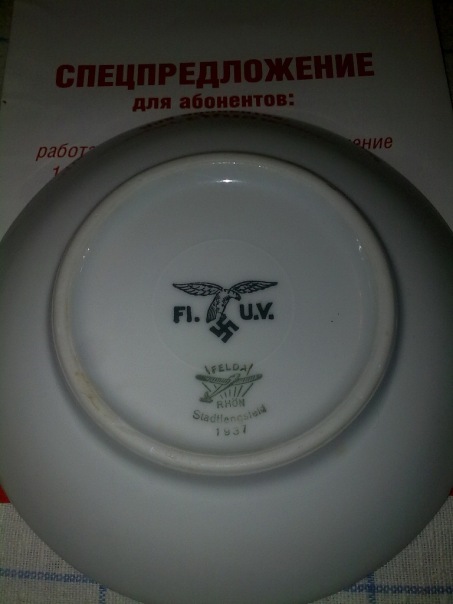 СПЕЦПРЕДЛОЖЕНИЕ
для абонентов:
Fl. U.V.
FELDA
RHÖN
Stadtlengsfeld
1937